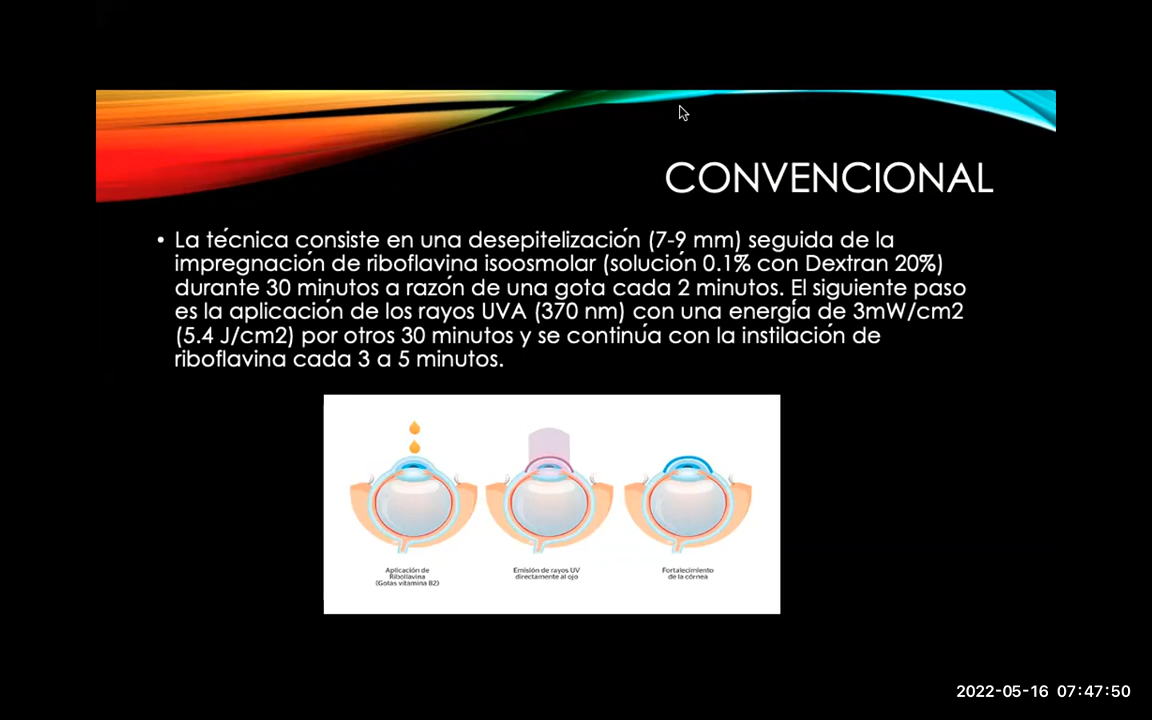 CONVENCIONAL
• La técnica consiste en una desepitelización (7-9 mm) seguida de la
impregnación de riboflavina isoosmolar (solución 0.1% con Dextran 20%)
durante 30 minutos a razón de una gota cada 2 minutos. El siguiente paso
es la aplicación de los rayos UVA (370 nm) con una energía de 3mW/cm2
(5.4 J/cm2) por otros 30 minutos y se continúa con la instilación de
riboflavina cada 3 a 5 minutos.
Aplicación de
Riboflavina
(Gotas vitamina B2)
Emisión de rayos UV
directamente al ojo
Fortalecimiento
de la córnea
2022-05-16 07:47:50